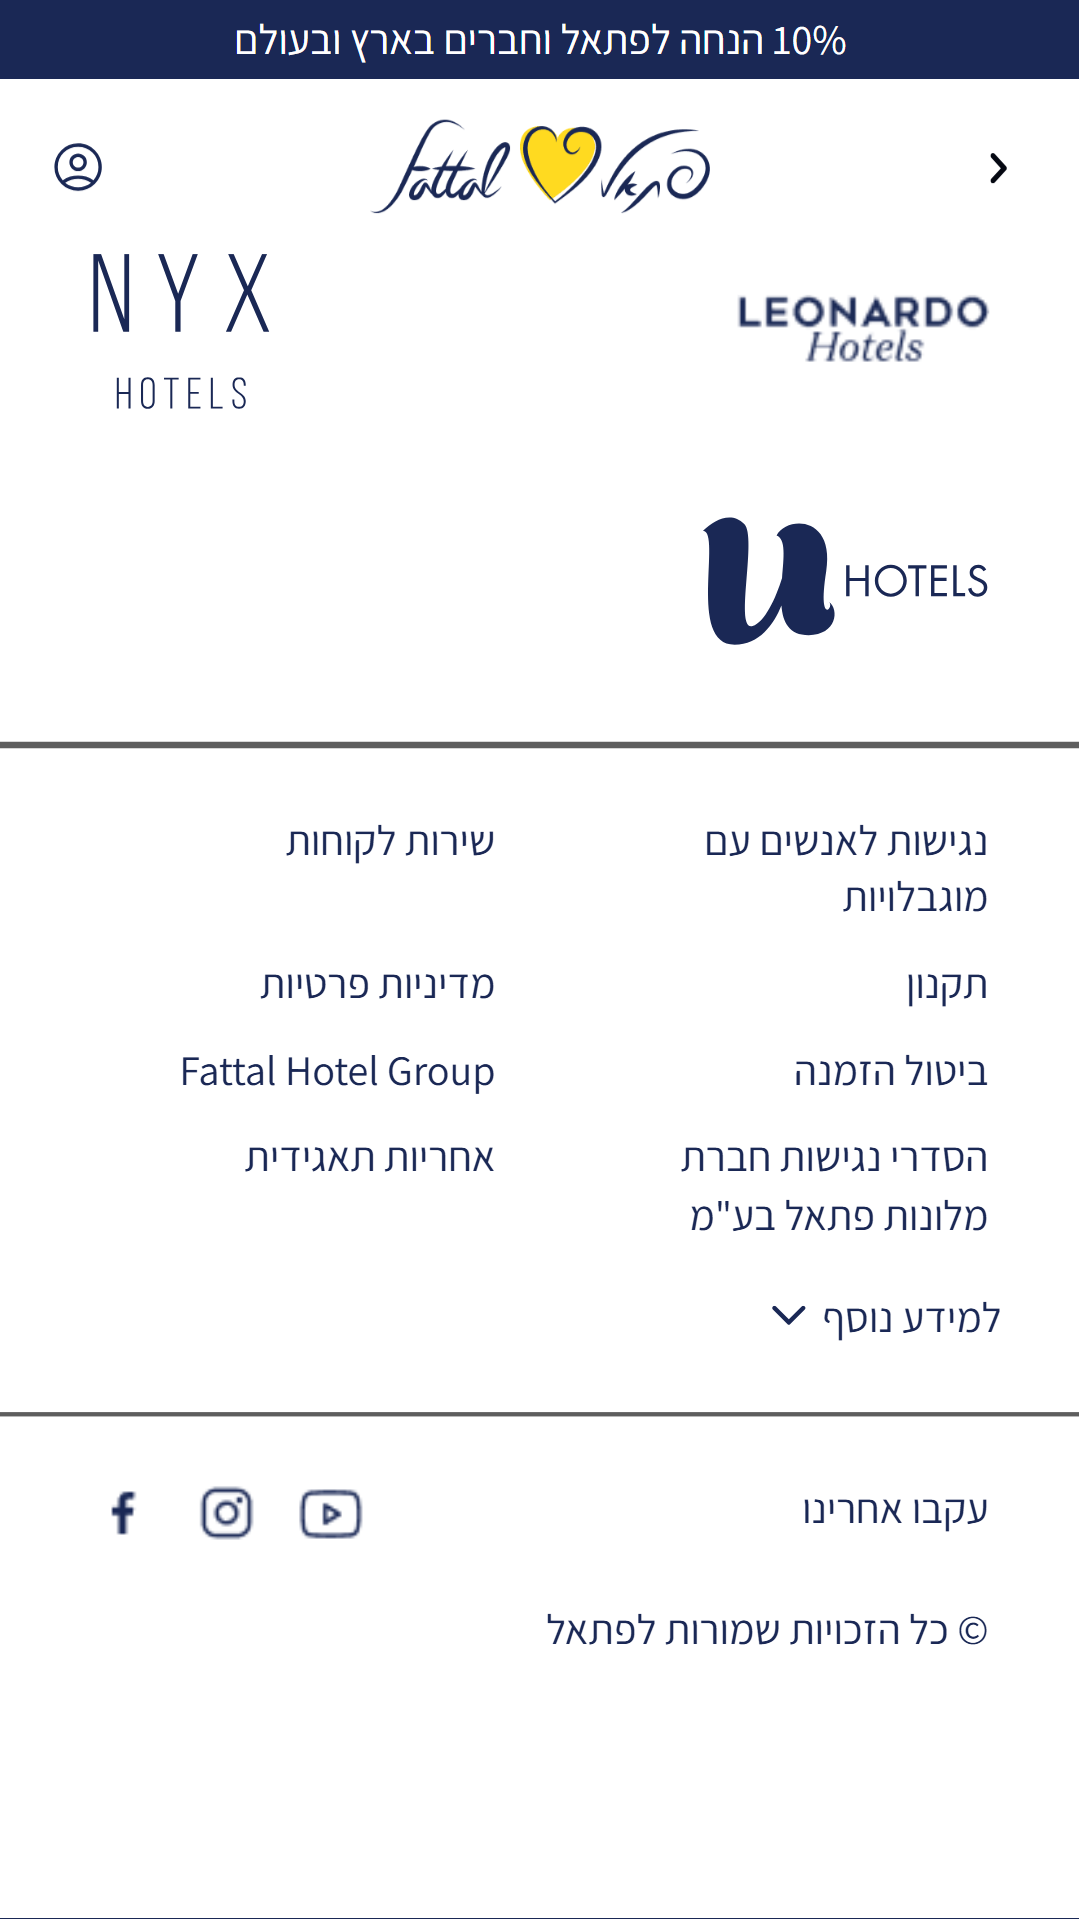 10% הנחה לפתאל וחברים בארץ ובעולם
Fattal פתאל
LEONARDO
Hotels
NYX
HOTELS
u HOTELS
נגישות לאנשים עם
מוגבלויות
שירות לקוחות
תקנון
מדיניות פרטיות
ביטול הזמנה
Fattal Hotel Group
הסדרי נגישות חברת
מלונות פתאל בע"מ
אחריות תאגידית
למידע נוסף
עקבו אחרינו
© כל הזכויות שמורות לפתאל